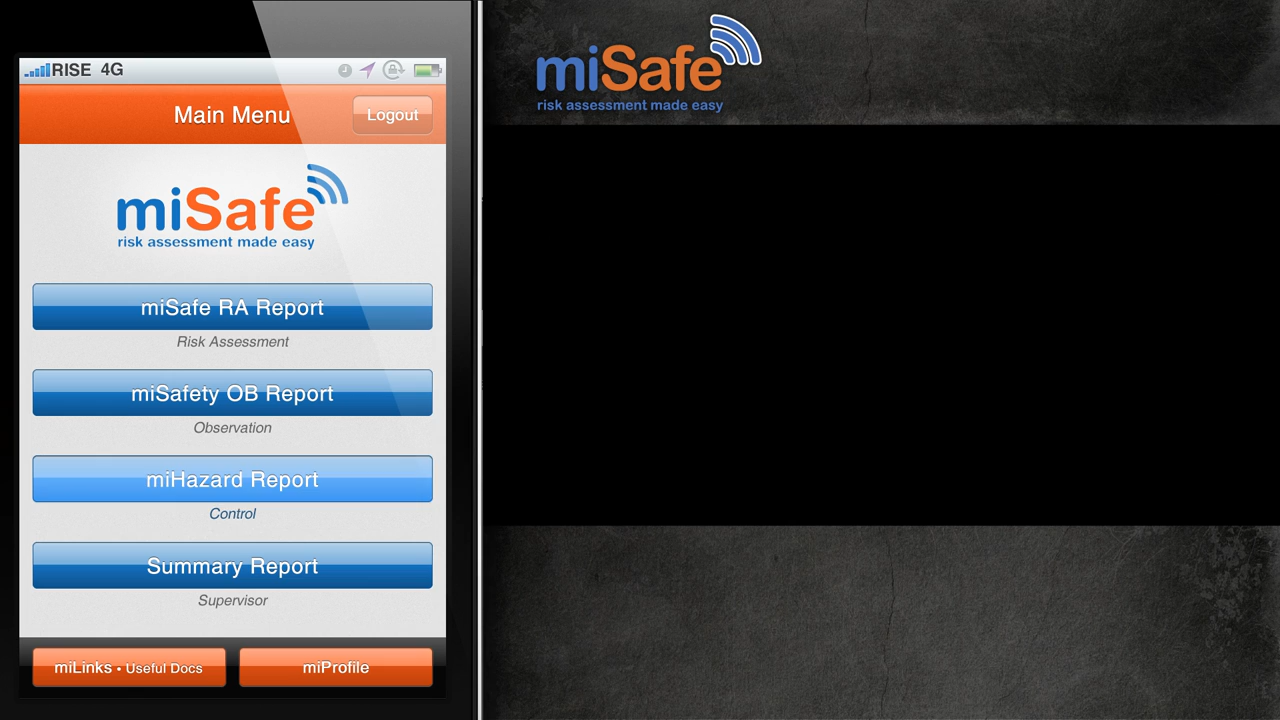 RISE 4G
Main Menu
Logout
miSafe
risk assessment made easy
miSafe RA Report
Risk Assessment
miSafety OB Report
Observation
miHazard Report
Control
Summary Report
Supervisor
miLinks • Useful Docs
miProfile
miSafe
risk assessment made easy